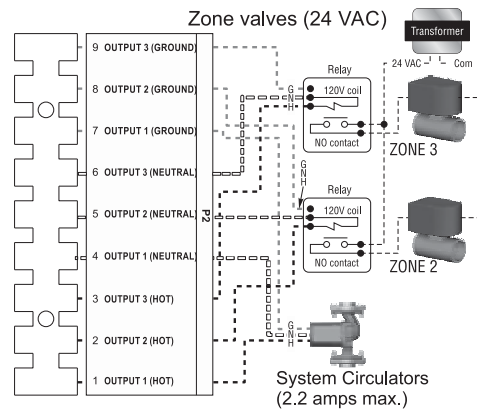 Zone valves (24 VAC)
Transformer
24 VAC
Com
9 OUTPUT 3 (GROUND)
8 OUTPUT 2 (GROUND)
7 OUTPUT 1 (GROUND)
6 OUTPUT 3 (NEUTRAL)
5 OUTPUT 2 (NEUTRAL)
4 OUTPUT 1 (NEUTRAL)
3 OUTPUT 3 (HOT)
2 OUTPUT 2 (HOT)
1 OUTPUT 1 (HOT)
P2
Relay
G
N
H
120V coil
NO contact
ZONE 3
G
N
H
Relay
120V coil
NO contact
ZONE 2
G
N
H
System Circulators
(2.2 amps max.)